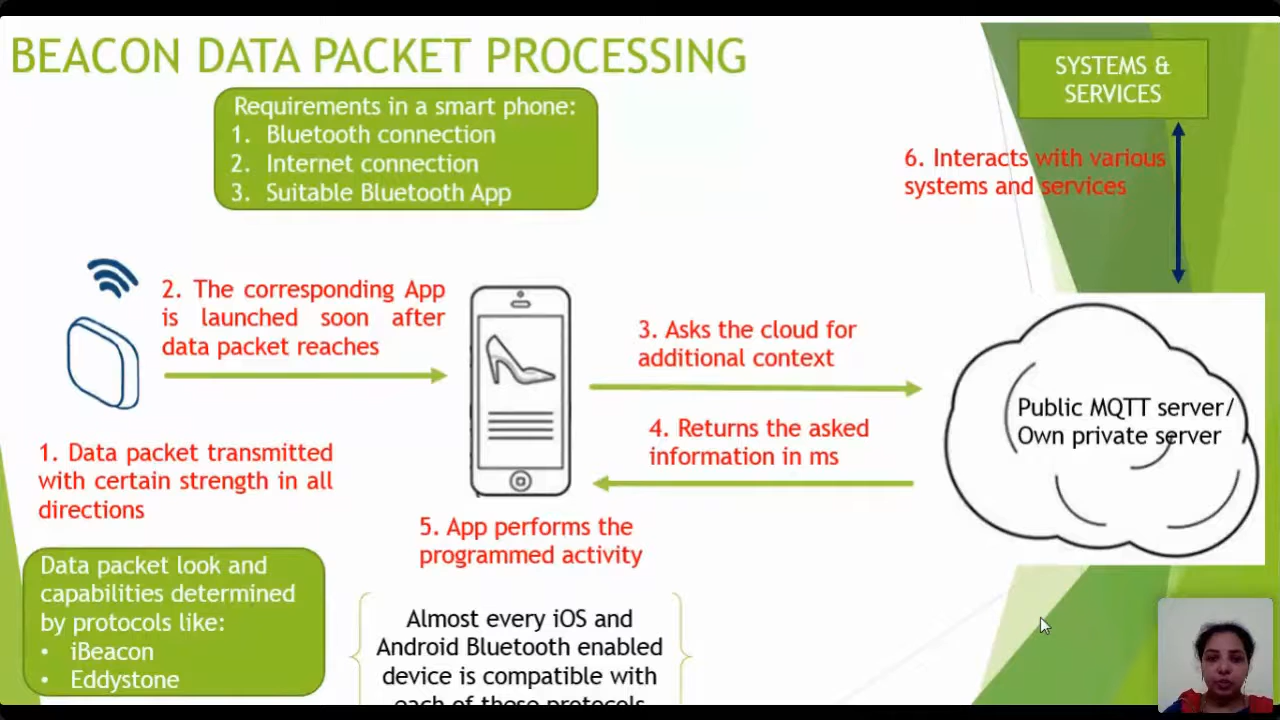 BEACON DATA PACKET PROCESSING
SYSTEMS &
SERVICES
Requirements in a smart phone:
1. Bluetooth connection
2. Internet connection
3. Suitable Bluetooth App
6. Interacts with various
systems and services
2. The corresponding App
is launched soon after
data packet reaches
3. Asks the cloud for
additional context
Public MQTT server/
Own private server
4. Returns the asked
information in ms
1. Data packet transmitted
with certain strength in all
directions
5. App performs the
programmed activity
Data packet look and
capabilities determined
by protocols like:
• iBeacon
• Eddystone
Almost every iOS and
Android Bluetooth enabled
device is compatible with
each of these protocols